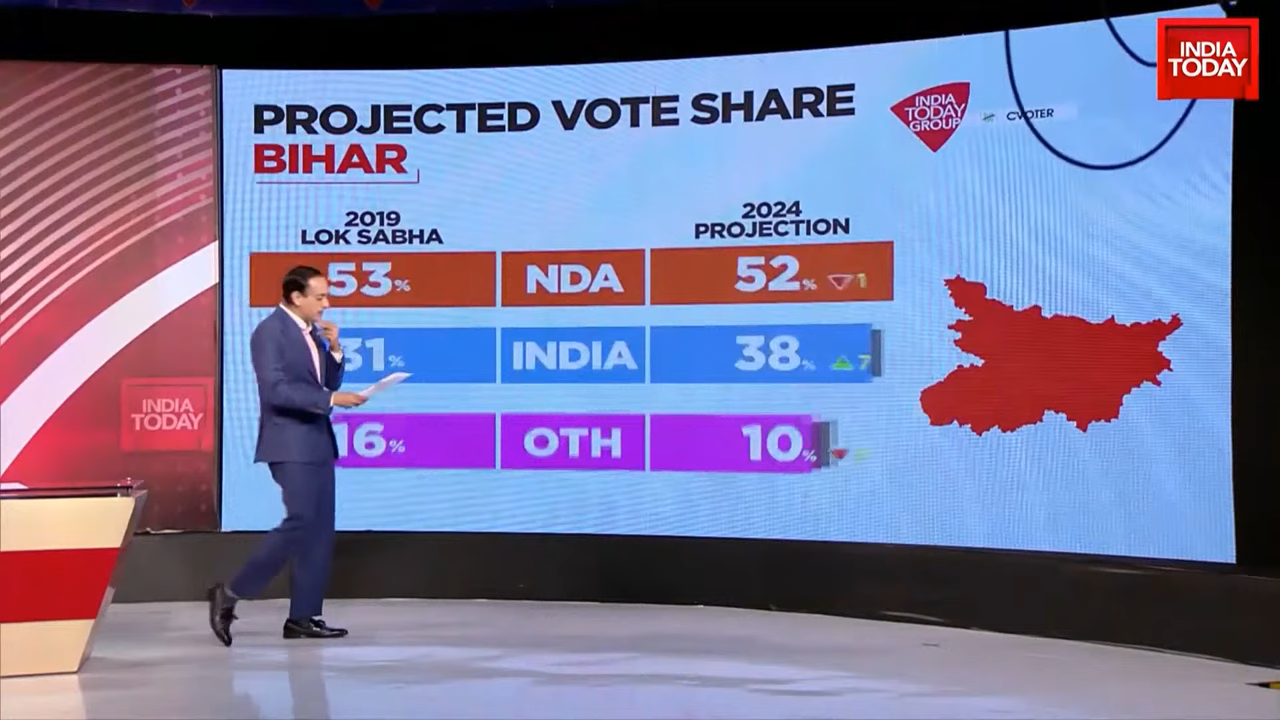 INDIA
TODAY
PROJECTED VOTE SHARE
BIHAR
INDIA
TODAY
GROUP
CVOTER
2019
LOK SABHA
2024
PROJECTION
53% NDA 52% 1
31% INDIA 38% 7
16% OTH 10%
INDIA
TODAY